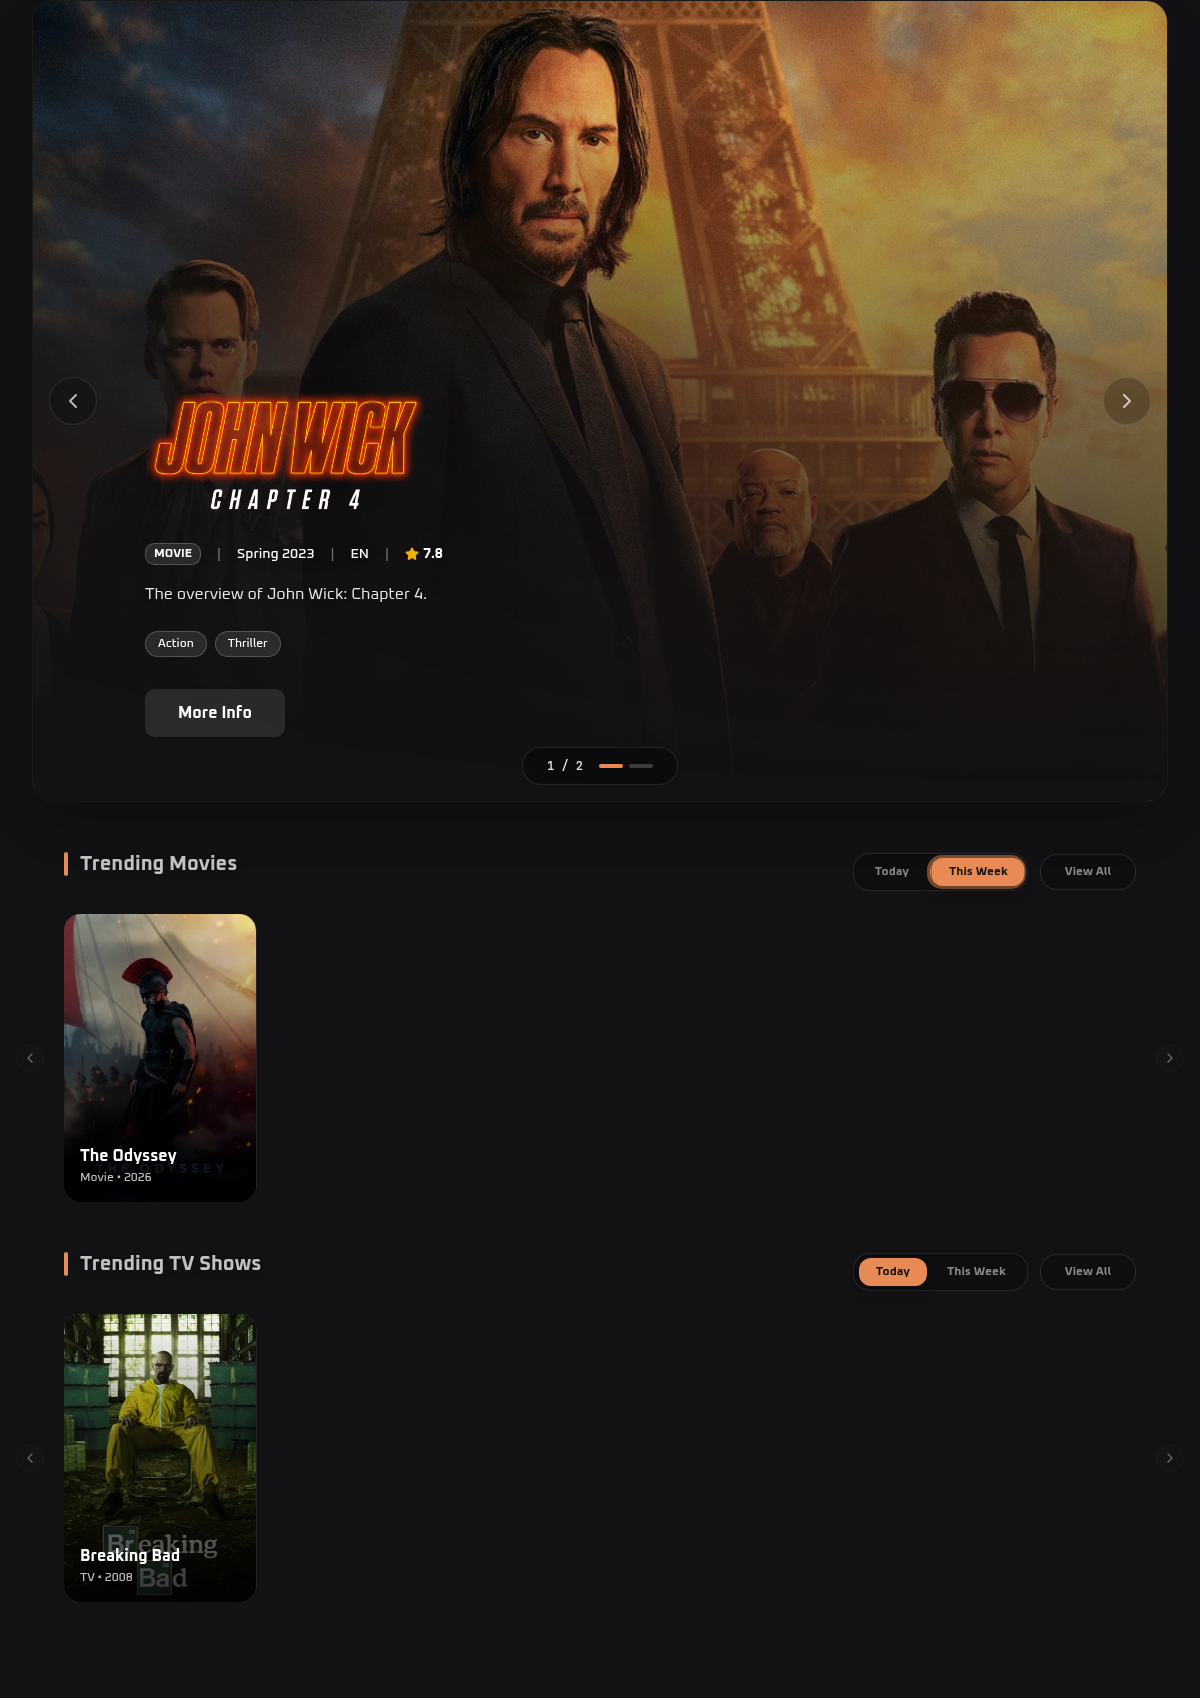 JOHN WICK
CHAPTER 4
MOVIE | Spring 2023 | EN | 7.8
The overview of John Wick: Chapter 4.
Action Thriller
More Info
1 / 2
Trending Movies Today This Week View All
The Odyssey
THE ODYSSEY
Movie • 2026
Trending TV Shows Today This Week View All
Breaking
Breaking Bad
Bad
TV • 2008